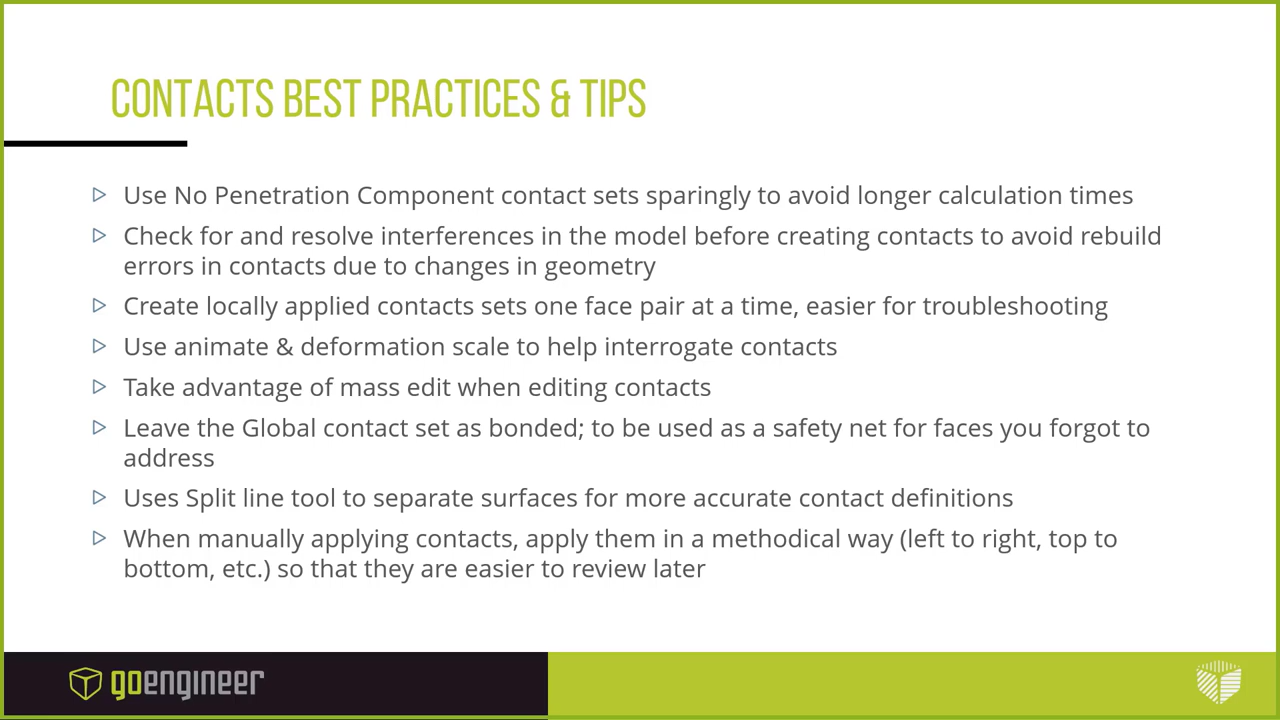 CONTACTS BEST PRACTICES & TIPS
Use No Penetration Component contact sets sparingly to avoid longer calculation times
Check for and resolve interferences in the model before creating contacts to avoid rebuild
errors in contacts due to changes in geometry
Create locally applied contacts sets one face pair at a time, easier for troubleshooting
Use animate & deformation scale to help interrogate contacts
Take advantage of mass edit when editing contacts
Leave the Global contact set as bonded; to be used as a safety net for faces you forgot to
address
Uses Split line tool to separate surfaces for more accurate contact definitions
When manually applying contacts, apply them in a methodical way (left to right, top to
bottom, etc.) so that they are easier to review later
goengineer